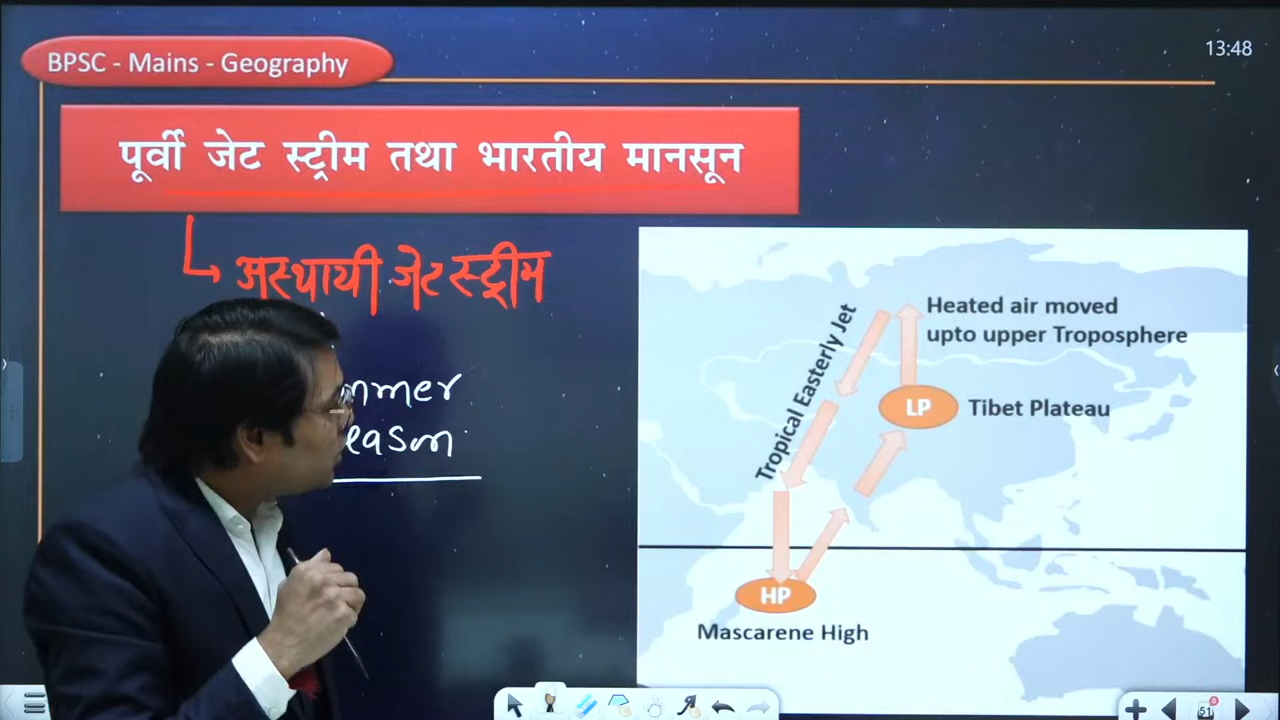 BPSC - Mains - Geography
13:48
पूर्वी जेट स्ट्रीम तथा भारतीय मानसून
अस्थायी जेट स्ट्रीम
Heated air moved
upto upper Troposphere
Tropical Easterly Jet
LP
Tibet Plateau
HP
Mascarene High
51